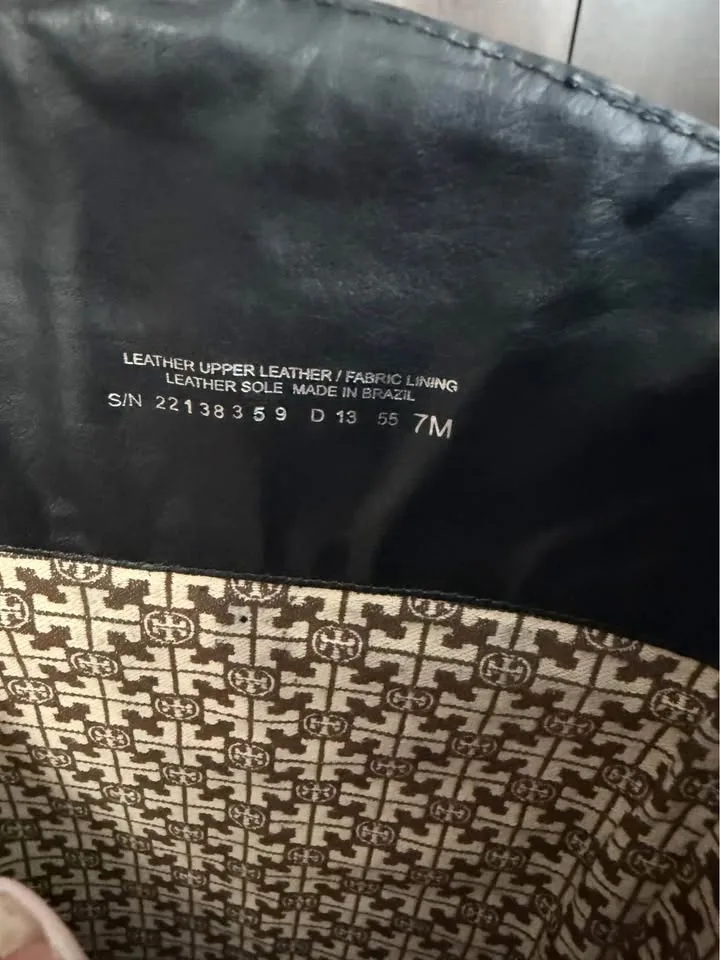 LEATHER UPPER LEATHER / FABRIC LINING
LEATHER SOLE MADE IN BRAZIL
S/N 22138359 D 13 55 7M